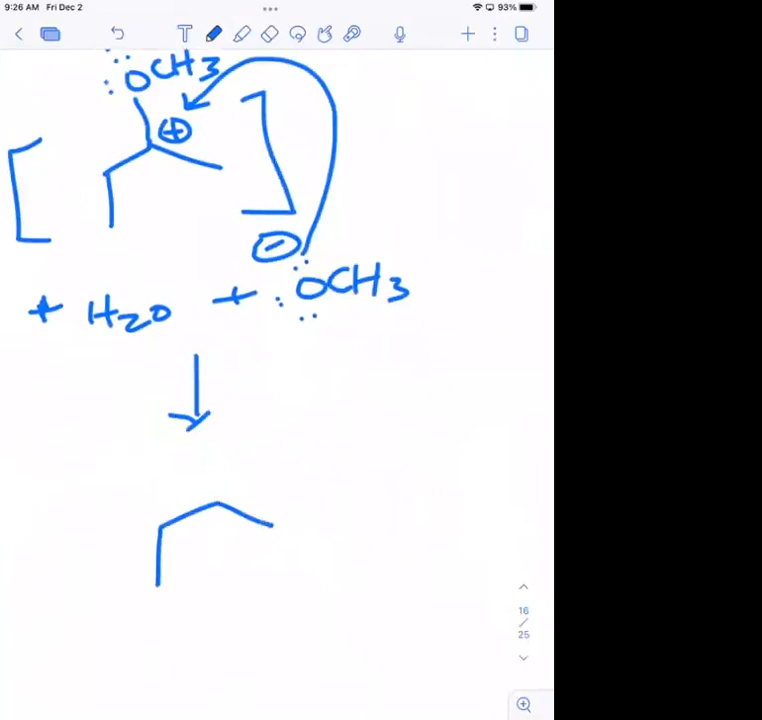 9:26 AM Fri Dec 2
93%
:OCH3
⊕
⊖
+ H2O + :OCH3
16
/
25